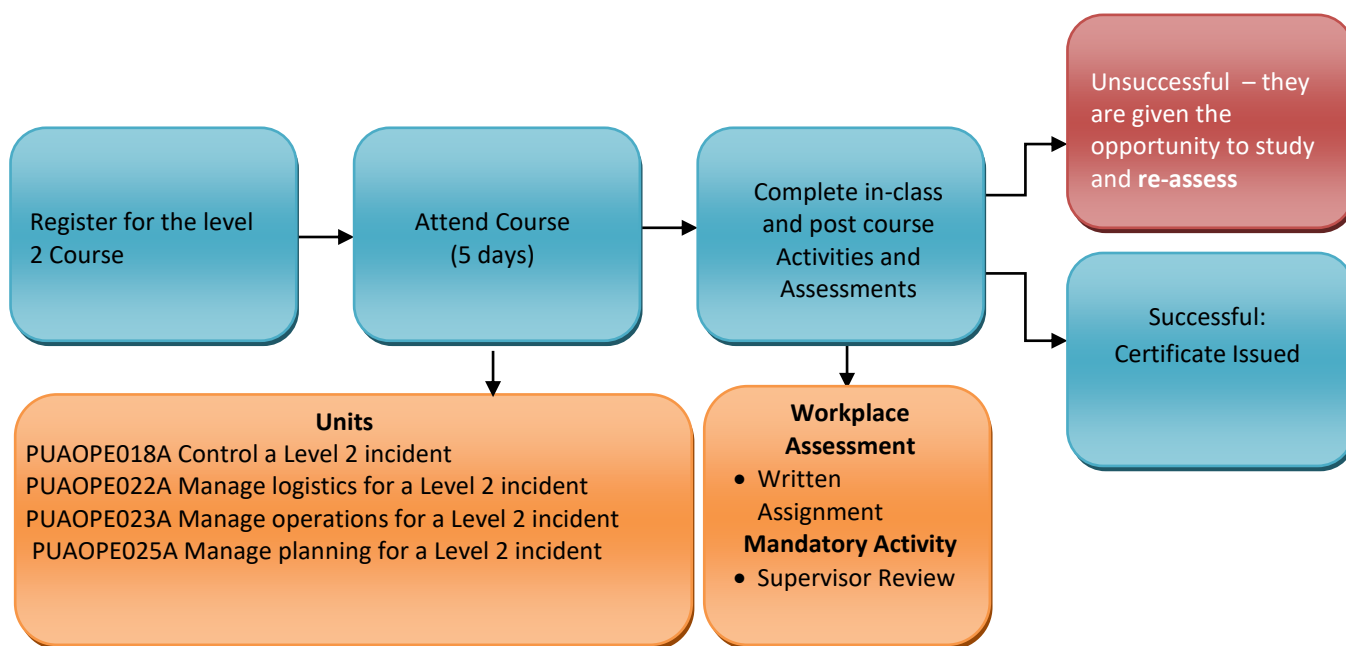 Register for the level
2 Course
Attend Course
(5 days)
Complete in-class
and post course
Activities and
Assessments
Unsuccessful – they
are given the
opportunity to study
and re-assess
Successful:
Certificate Issued
Units
PUAOPE018A Control a Level 2 incident
PUAOPE022A Manage logistics for a Level 2 incident
PUAOPE023A Manage operations for a Level 2 incident
PUAOPE025A Manage planning for a Level 2 incident
Workplace
Assessment
• Written
Assignment
Mandatory Activity
• Supervisor Review